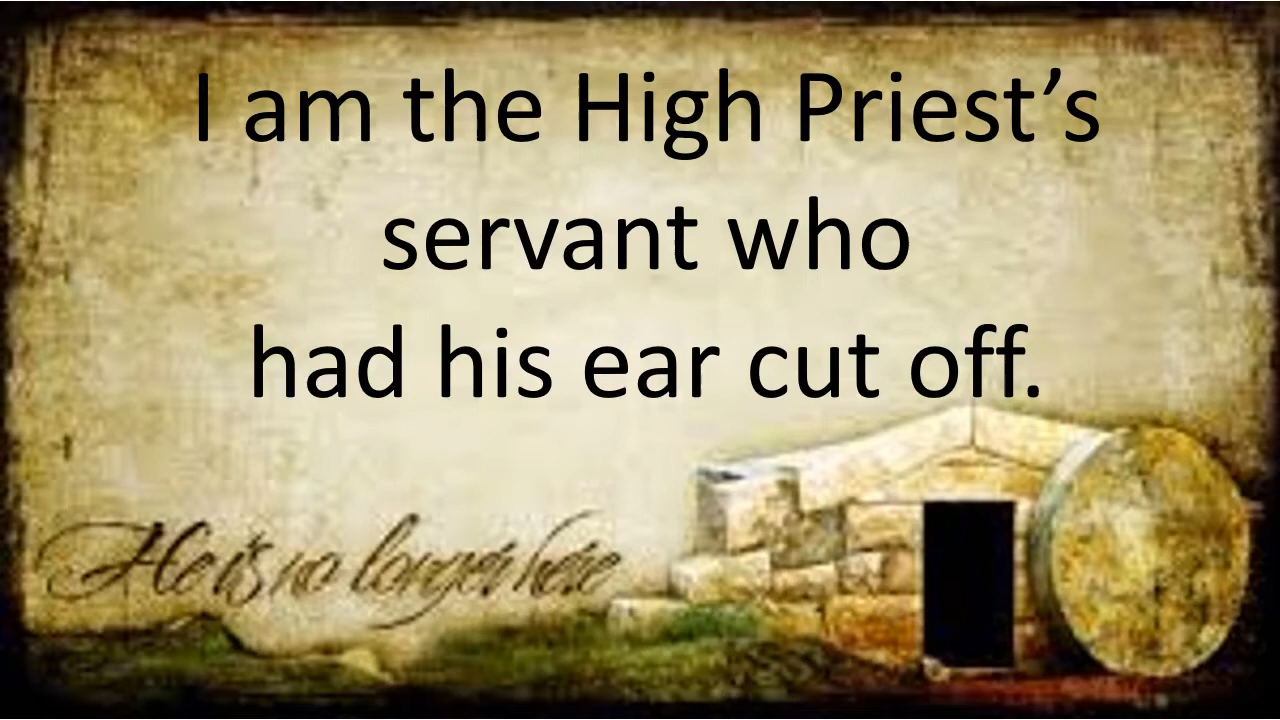 I am the High Priest’s
servant who
had his ear cut off.
He is no longer here